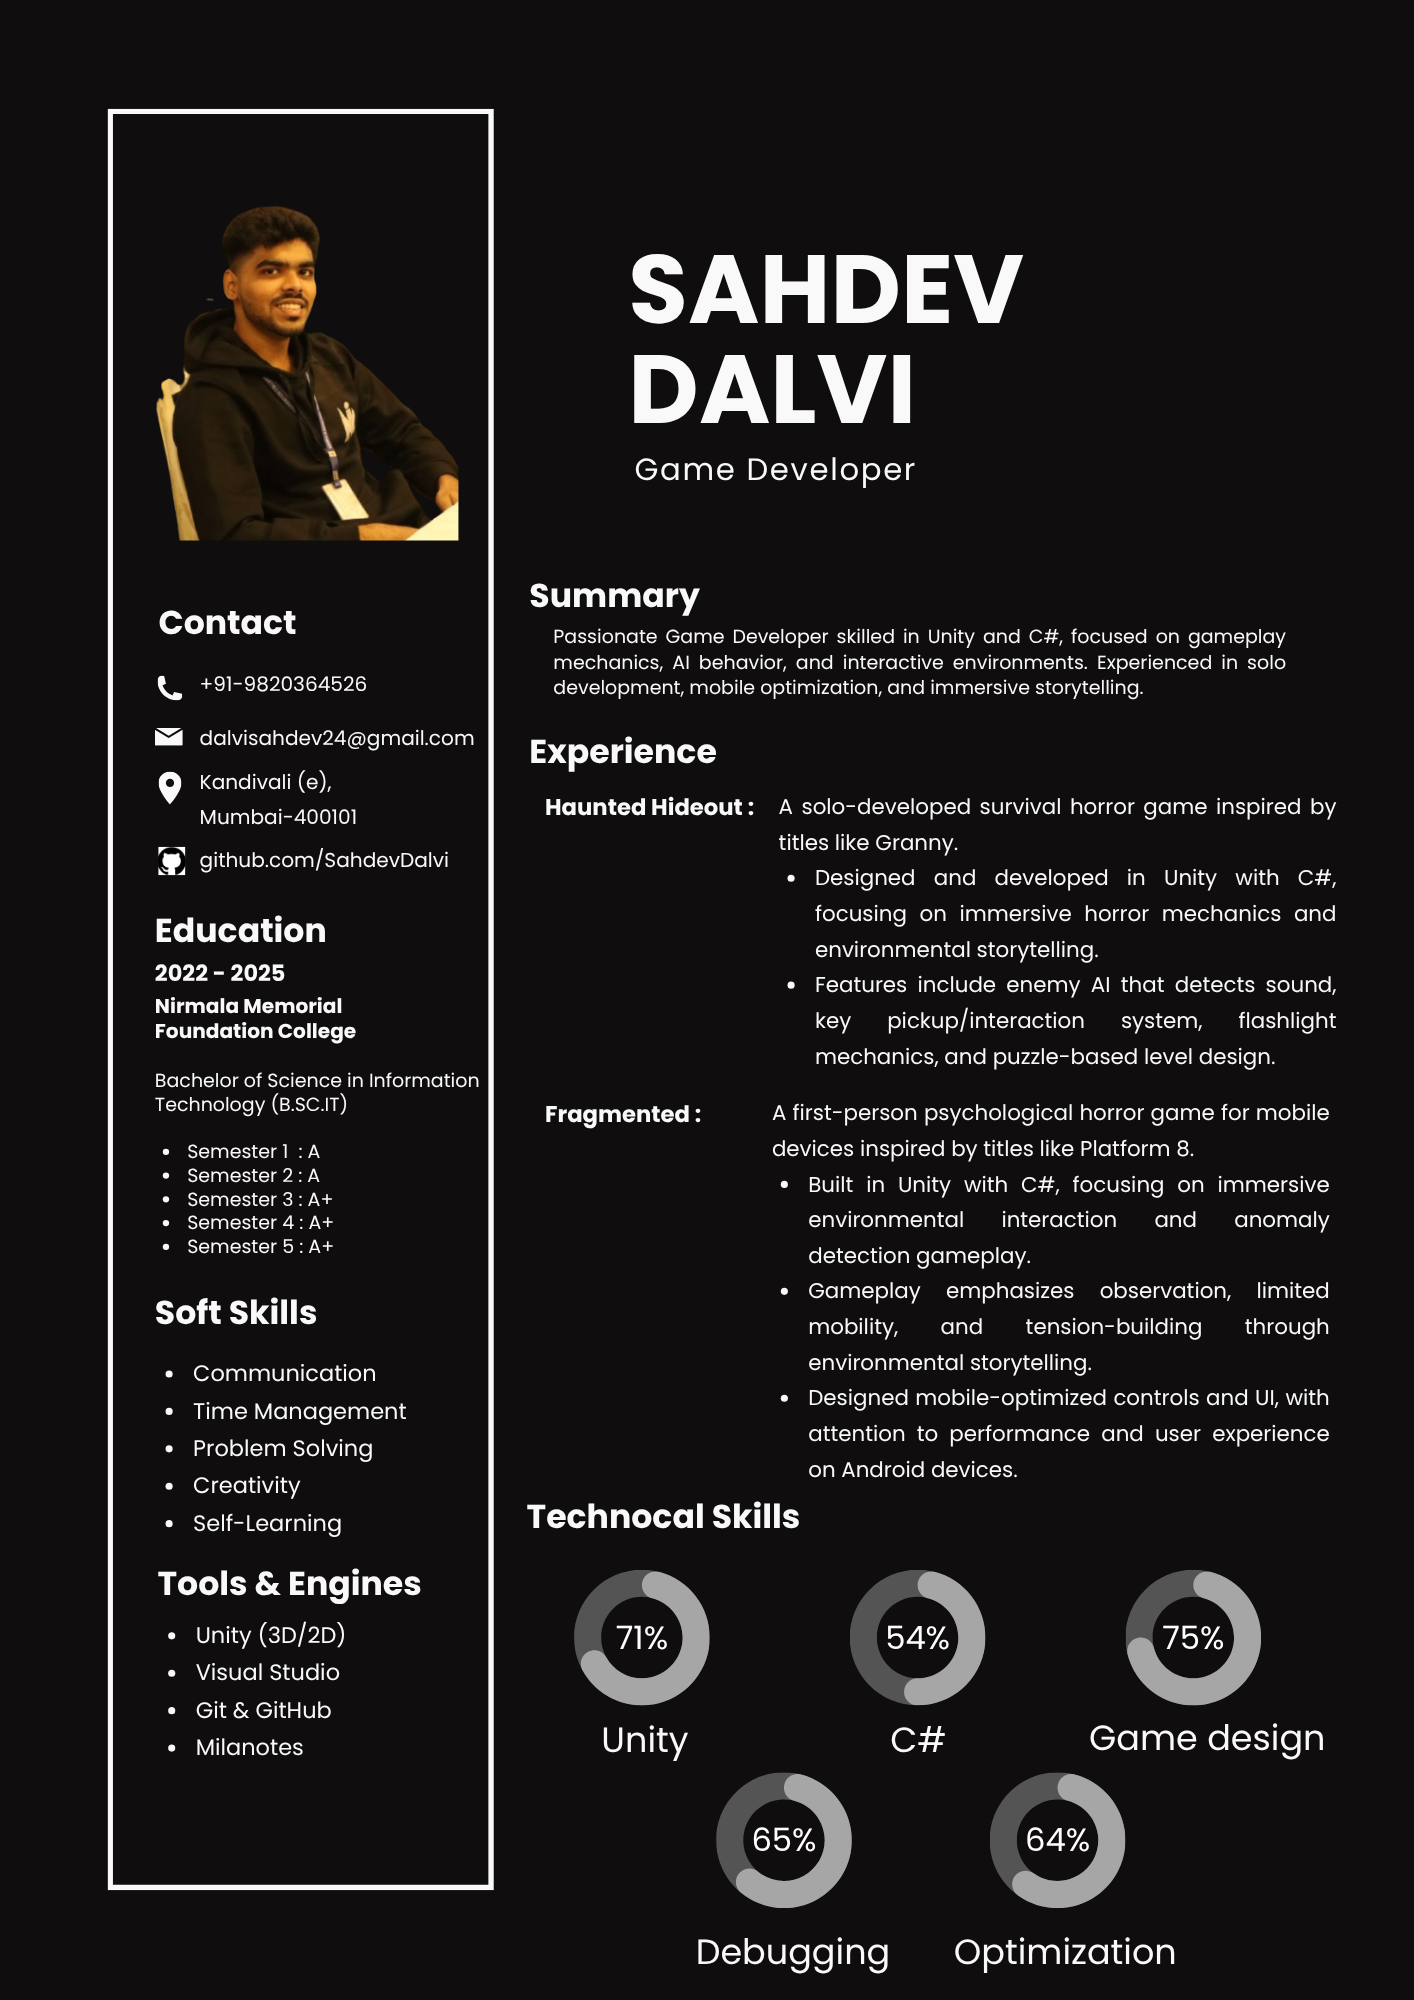 SAHDEV
DALVI
Game Developer
Contact
+91-9820364526
dalvisahdev24@gmail.com
Kandivali (e),
Mumbai-400101
github.com/SahdevDalvi
Education
2022 - 2025
Nirmala Memorial
Foundation College
Bachelor of Science in Information
Technology (B.SC.IT)
• Semester 1  : A
• Semester 2 : A
• Semester 3 : A+
• Semester 4 : A+
• Semester 5 : A+
Soft Skills
• Communication
• Time Management
• Problem Solving
• Creativity
• Self-Learning
Tools & Engines
• Unity (3D/2D)
• Visual Studio
• Git & GitHub
• Milanotes
Summary
Passionate Game Developer skilled in Unity and C#, focused on gameplay
mechanics, AI behavior, and interactive environments. Experienced in solo
development, mobile optimization, and immersive storytelling.
Experience
Haunted Hideout :
A solo-developed survival horror game inspired by
titles like Granny.
• Designed and developed in Unity with C#,
focusing on immersive horror mechanics and
environmental storytelling.
• Features include enemy AI that detects sound,
key pickup/interaction system, flashlight
mechanics, and puzzle-based level design.
Fragmented :
A first-person psychological horror game for mobile
devices inspired by titles like Platform 8.
• Built in Unity with C#, focusing on immersive
environmental interaction and anomaly
detection gameplay.
• Gameplay emphasizes observation, limited
mobility, and tension-building through
environmental storytelling.
• Designed mobile-optimized controls and UI, with
attention to performance and user experience
on Android devices.
Technocal Skills
71%
Unity
54%
C#
75%
Game design
65%
Debugging
64%
Optimization